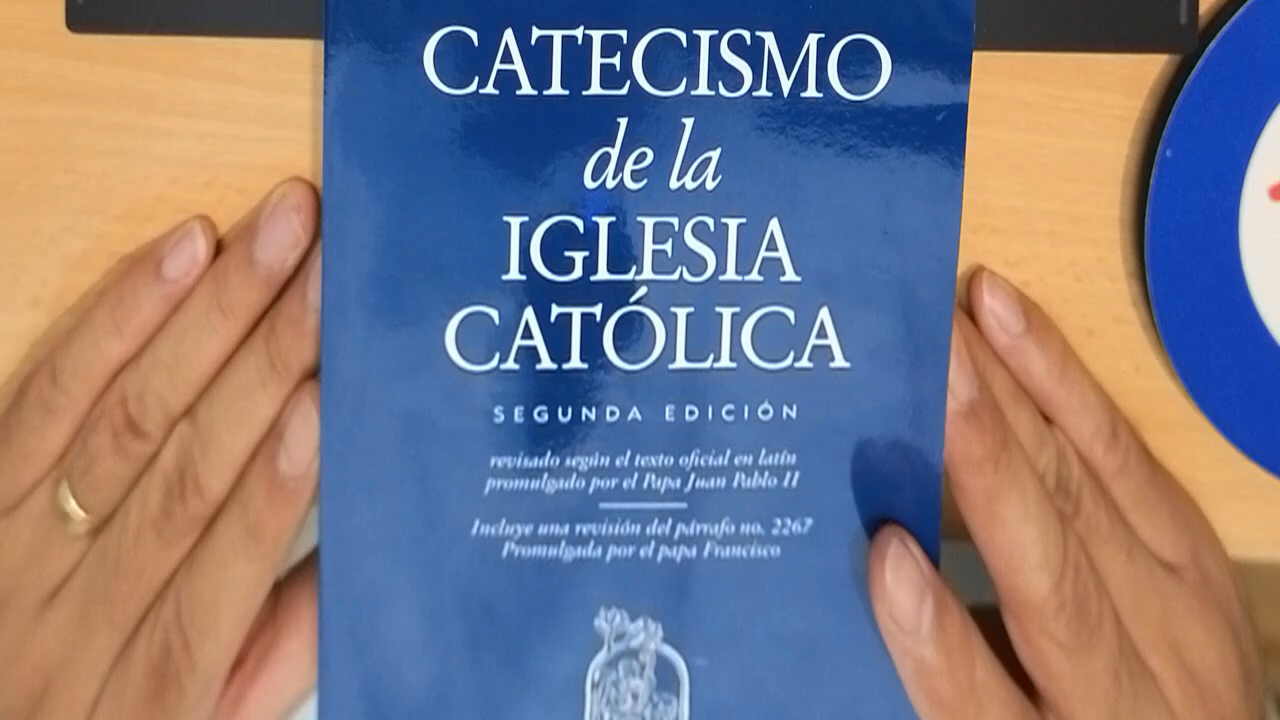 CATECISMO
de la
IGLESIA
CATÓLICA
SEGUNDA EDICIÓN
revisado según el texto oficial en latín
promulgado por el Papa Juan Pablo II
Incluye una revisión del párrafo no. 2267
Promulgada por el papa Francisco